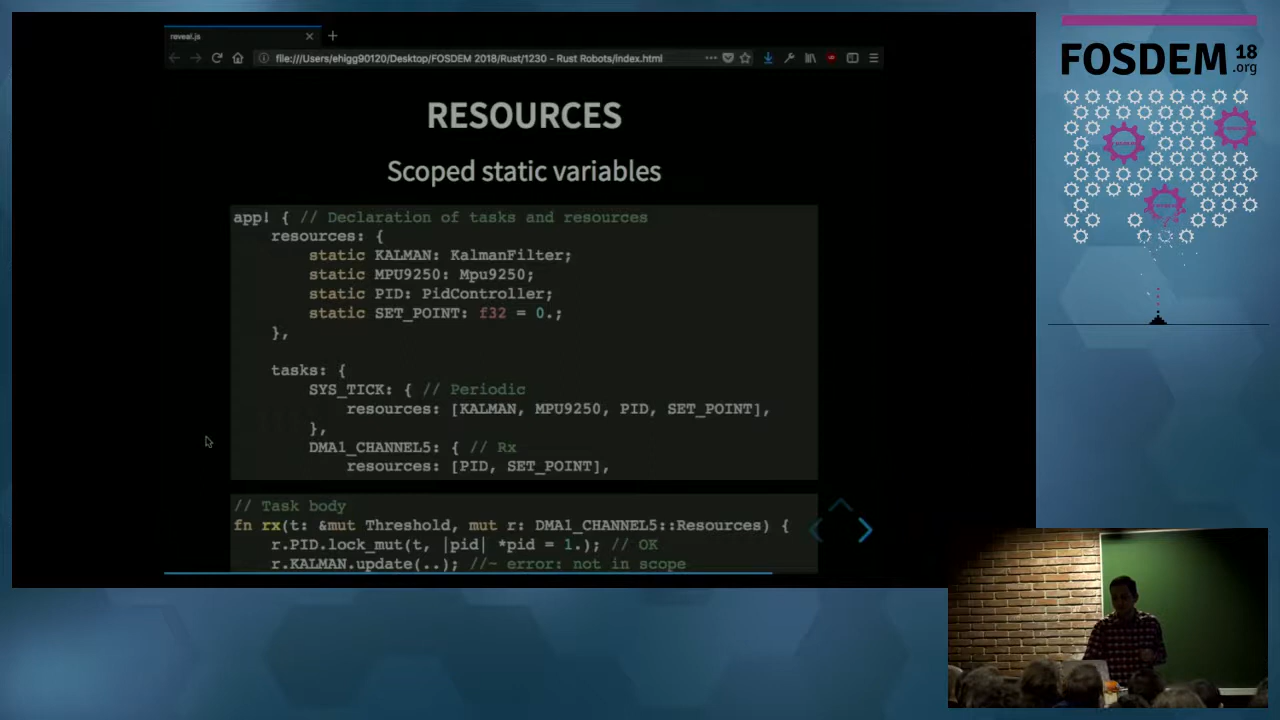 reveal.js
file:///Users/ehigg90120/Desktop/FOSDEM 2018/Rust/1230 - Rust Robots/index.html
RESOURCES
Scoped static variables
app! { // Declaration of tasks and resources
resources: {
static KALMAN: KalmanFilter;
static MPU9250: Mpu9250;
static PID: PidController;
static SET_POINT: f32 = 0.;
},
tasks: {
SYS_TICK: { // Periodic
resources: [KALMAN, MPU9250, PID, SET_POINT],
},
DMA1_CHANNEL5: { // Rx
resources: [PID, SET_POINT],
// Task body
fn rx(t: &mut Threshold, mut r: DMA1_CHANNEL5::Resources) {
r.PID.lock_mut(t, |pid| *pid = 1.); // OK
r.KALMAN.update(..); //~ error: not in scope
FOSDEM 18
.org